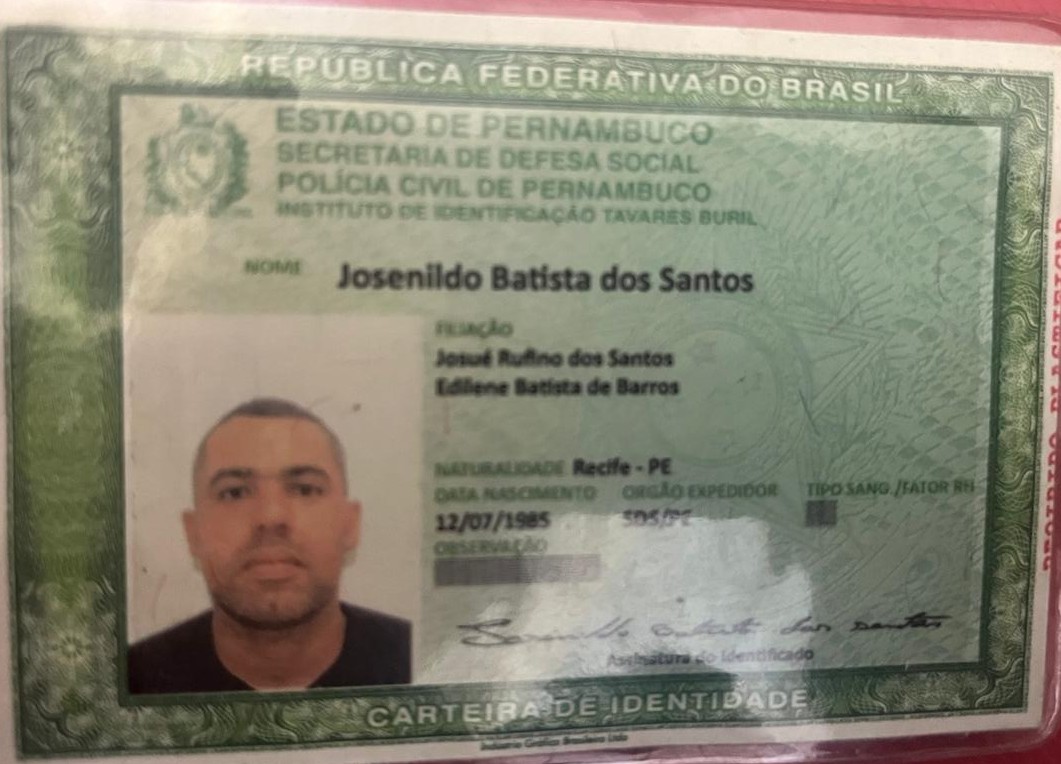 REPÚBLICA FEDERATIVA DO BRASIL
ESTADO DE PERNAMBUCO
SECRETARIA DE DEFESA SOCIAL
POLÍCIA CIVIL DE PERNAMBUCO
INSTITUTO DE IDENTIFICAÇÃO TAVARES BURIL
NOME Josenildo Batista dos Santos
FILIAÇÃO
Josué Rufino dos Santos
Edilene Batista de Barros
NATURALIDADE Recife - PE
DATA NASCIMENTO ORGÃO EXPEDIDOR TIPO SANG./FATOR RH
12/07/1985 SDS/PE
OBSERVAÇÃO
Josenildo Batista dos Santos
Assinatura do Identificado
CARTEIRA DE IDENTIDADE
PROIBIDO PLASTIFICAR